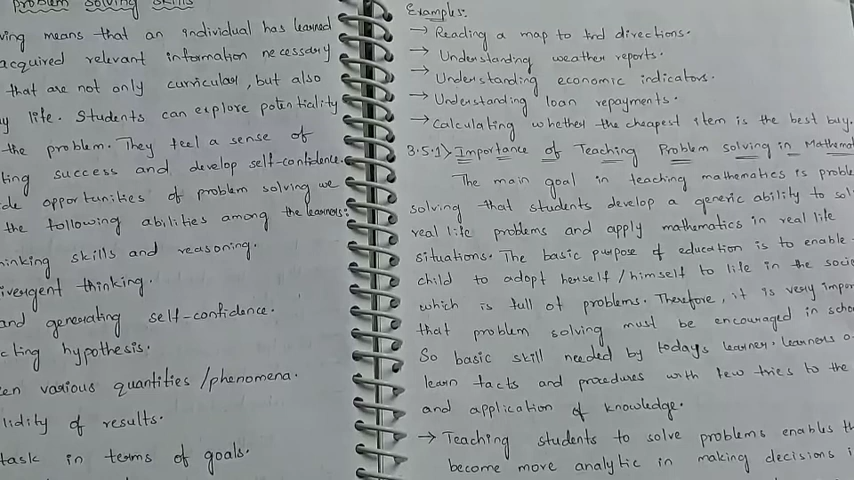 Problem Solving Skills
ving means that an individual has learned
acquired relevant information necessary
that are not only curricular, but also
ay life. Students can explore potentiality
the problem. They feel a sense of
ting success and develop self-confidence.
de opportunities of problem solving we
the following abilities among the learners:
hinking skills and reasoning.
ivergent thinking.
and generating self-confidence.
cting hypothesis.
en various quantities /phenomena.
lidity of results.
task in terms of goals.
Examples:
→ Reading a map to find directions.
→ Understanding weather reports.
→ Understanding economic indicators.
→ Understanding loan repayments.
→ Calculating whether the cheapest item is the best buy.
3.5.1> Importance of Teaching Problem solving in Mathemat
The main goal in teaching mathematics is proble
solving that students develop a generic ability to sol
real life problems and apply mathematics in real life
situations. The basic purpose of education is to enable
child to adopt herself/himself to life in the socie
which is full of problems. Therefore, it is very impor
that problem solving must be encouraged in schoo
So basic skill needed by todays learner. learners o
learn facts and procedures with few tries to the
and application of knowledge.
→ Teaching students to solve problems enables th
become more analytic in making decisions i